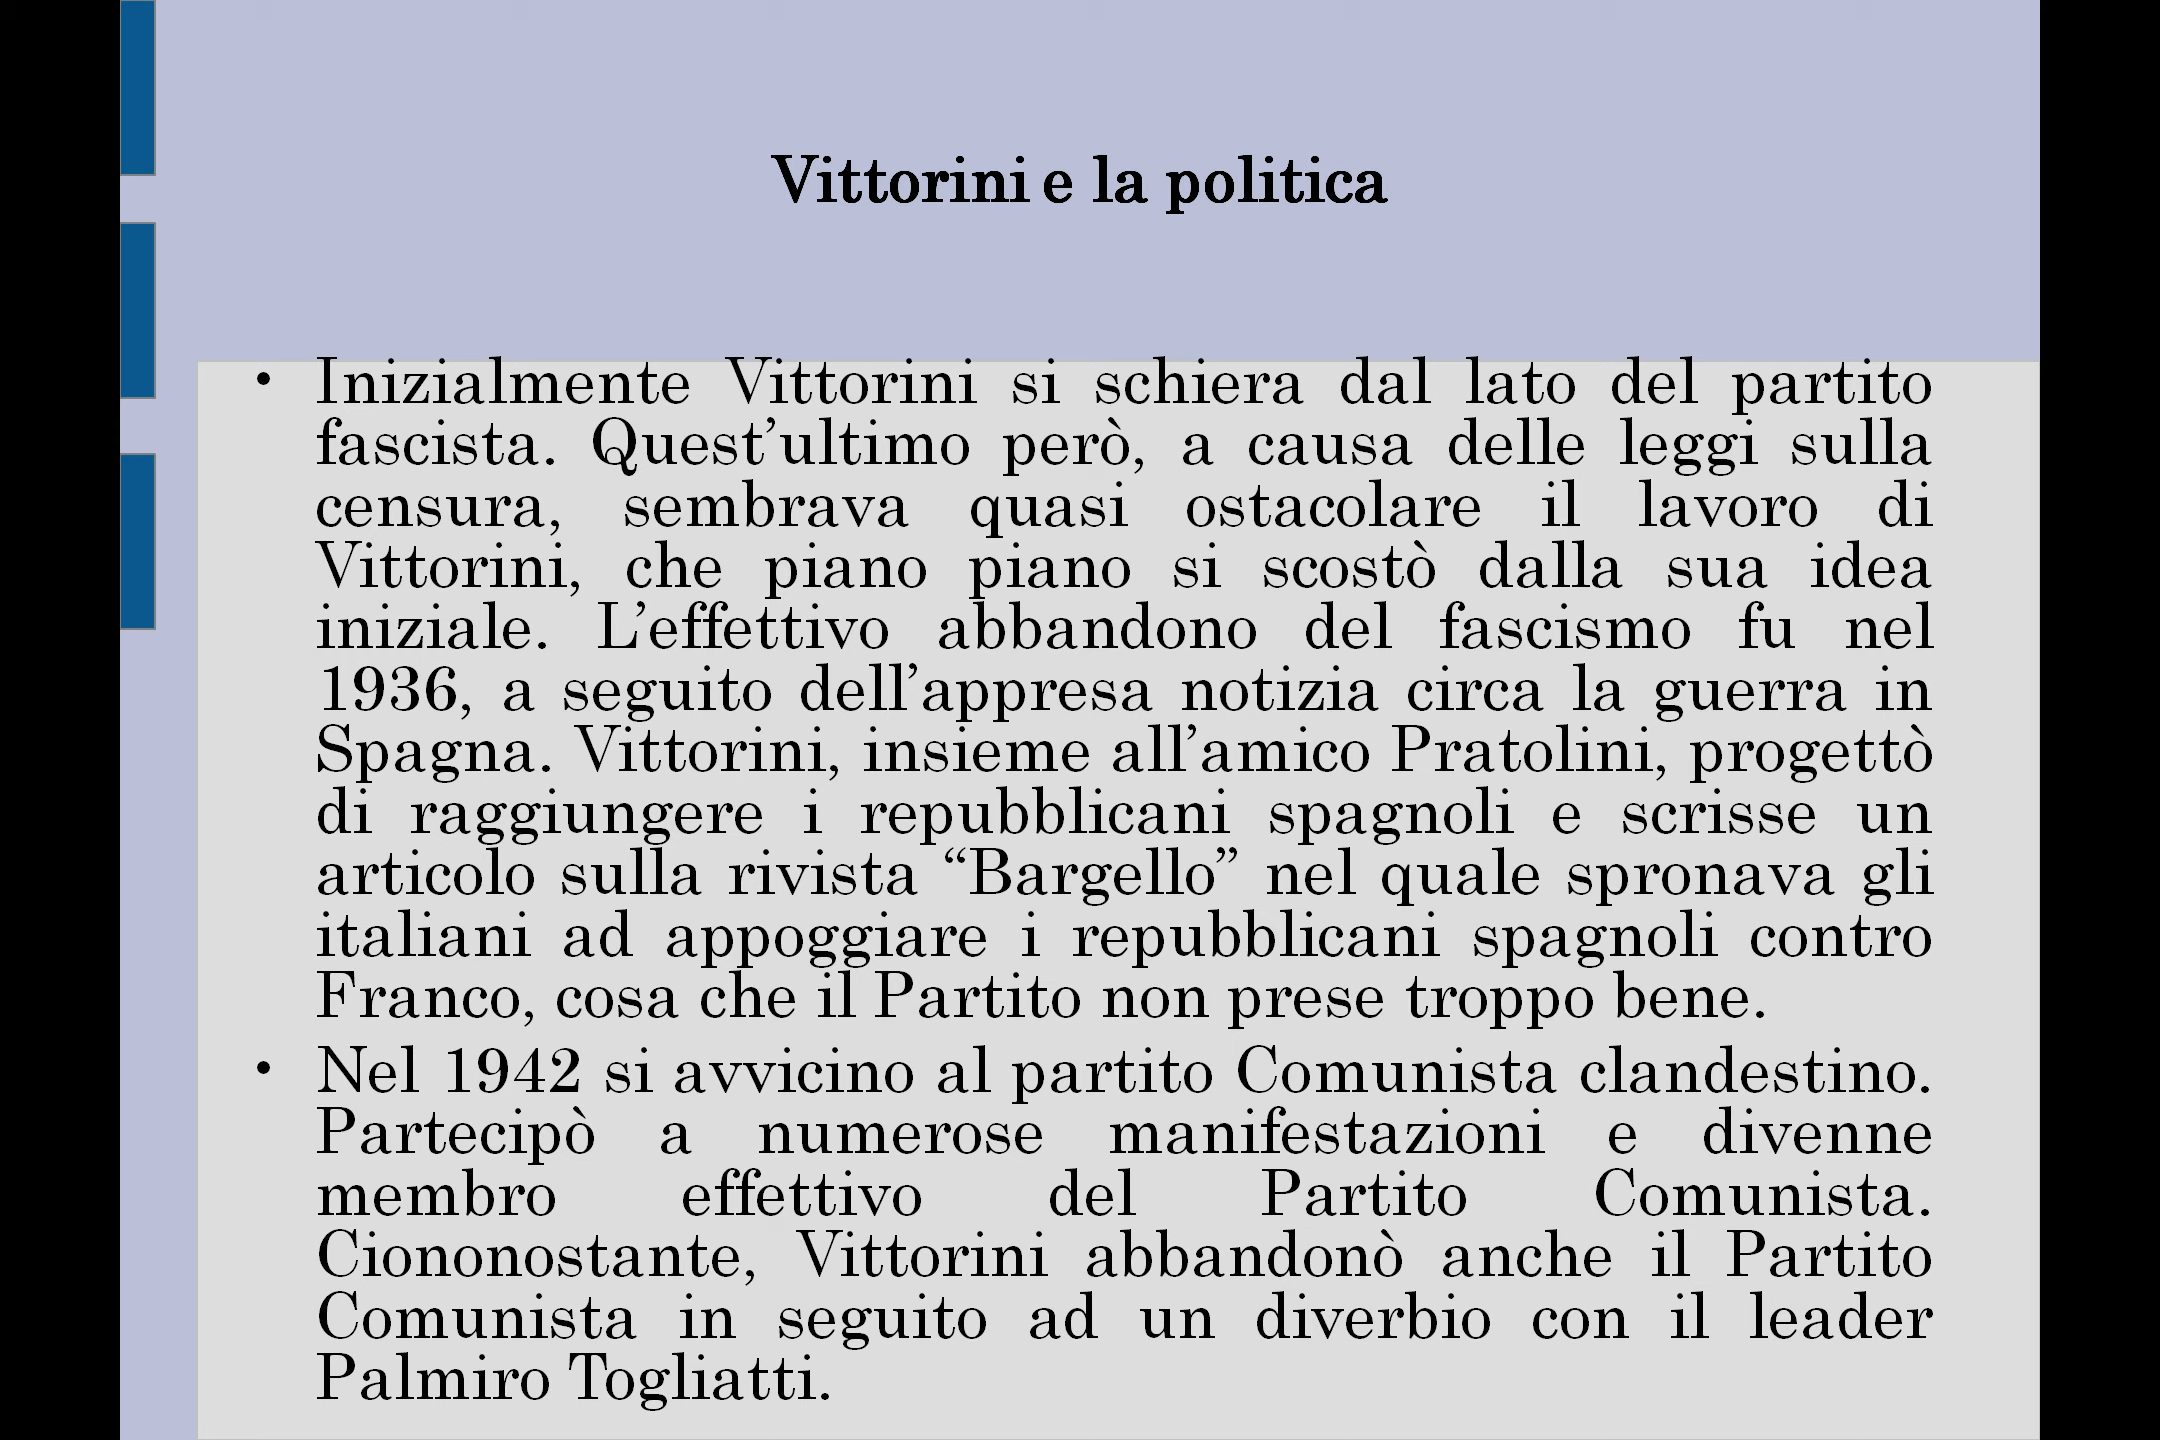 Vittorini e la politica
• Inizialmente Vittorini si schiera dal lato del partito
fascista. Quest’ultimo però, a causa delle leggi sulla
censura, sembrava quasi ostacolare il lavoro di
Vittorini, che piano piano si scostò dalla sua idea
iniziale. L’effettivo abbandono del fascismo fu nel
1936, a seguito dell’appresa notizia circa la guerra in
Spagna. Vittorini, insieme all’amico Pratolini, progettò
di raggiungere i repubblicani spagnoli e scrisse un
articolo sulla rivista “Bargello” nel quale spronava gli
italiani ad appoggiare i repubblicani spagnoli contro
Franco, cosa che il Partito non prese troppo bene.
• Nel 1942 si avvicino al partito Comunista clandestino.
Partecipò a numerose manifestazioni e divenne
membro effettivo del Partito Comunista.
Ciononostante, Vittorini abbandonò anche il Partito
Comunista in seguito ad un diverbio con il leader
Palmiro Togliatti.